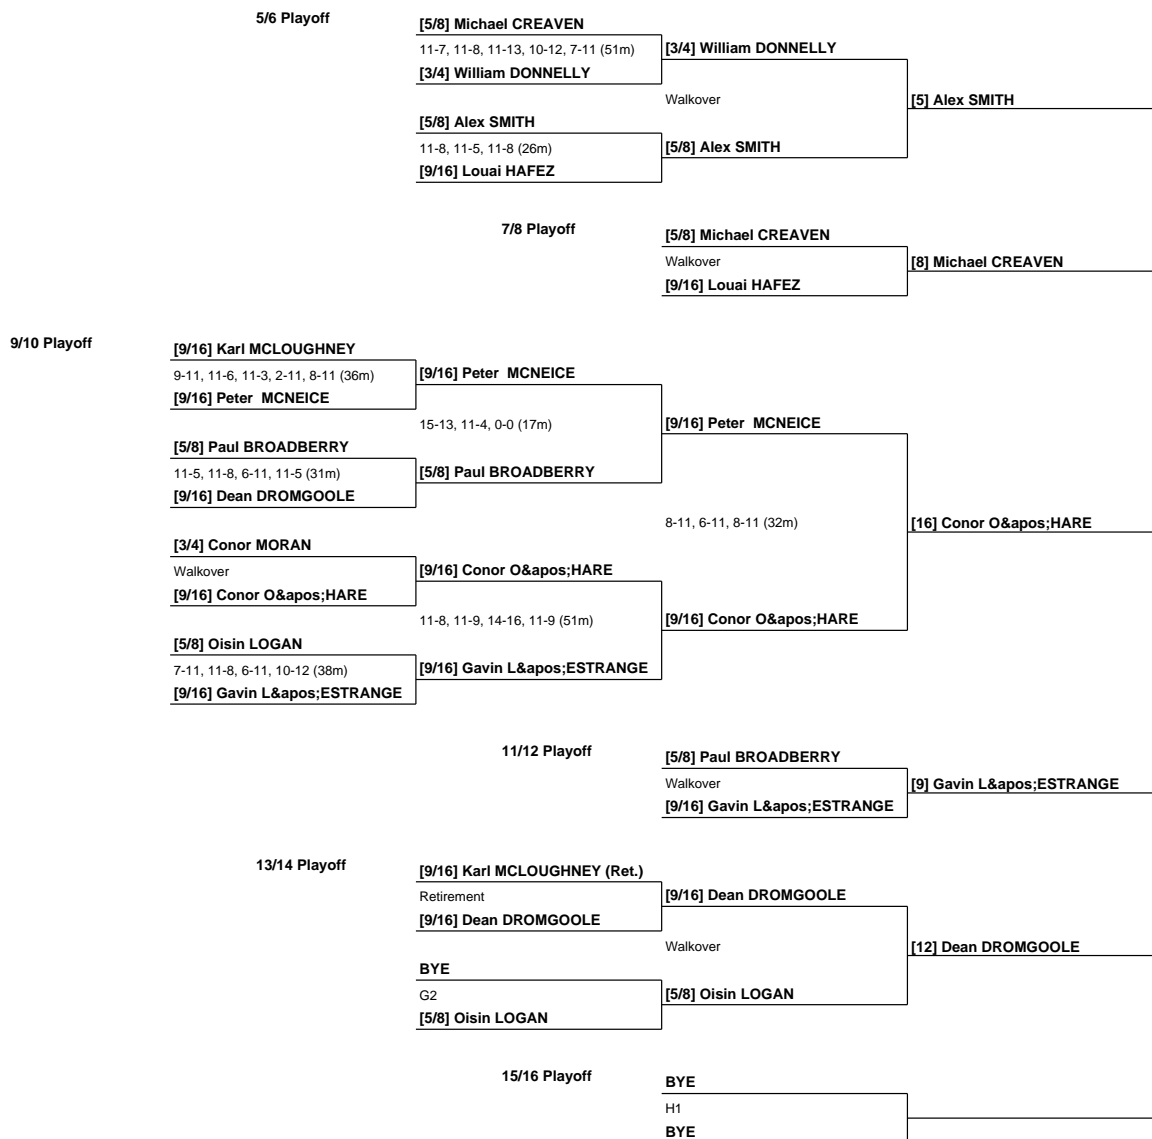 5/6 Playoff
[5/8] Michael CREAVEN
11-7, 11-8, 11-13, 10-12, 7-11 (51m)
[3/4] William DONNELLY
[3/4] William DONNELLY
Walkover
[5] Alex SMITH
[5/8] Alex SMITH
11-8, 11-5, 11-8 (26m)
[5/8] Alex SMITH
[9/16] Louai HAFEZ
7/8 Playoff
[5/8] Michael CREAVEN
Walkover
[8] Michael CREAVEN
[9/16] Louai HAFEZ
9/10 Playoff
[9/16] Karl MCLOUGHNEY
9-11, 11-6, 11-3, 2-11, 8-11 (36m)
[9/16] Peter  MCNEICE
[9/16] Peter  MCNEICE
15-13, 11-4, 0-0 (17m)
[9/16] Peter  MCNEICE
[5/8] Paul BROADBERRY
11-5, 11-8, 6-11, 11-5 (31m)
[5/8] Paul BROADBERRY
[9/16] Dean DROMGOOLE
8-11, 6-11, 8-11 (32m)
[16] Conor O&apos;HARE
[3/4] Conor MORAN
Walkover
[9/16] Conor O&apos;HARE
[9/16] Conor O&apos;HARE
11-8, 11-9, 14-16, 11-9 (51m)
[9/16] Conor O&apos;HARE
[5/8] Oisin LOGAN
7-11, 11-8, 6-11, 10-12 (38m)
[9/16] Gavin L&apos;ESTRANGE
[9/16] Gavin L&apos;ESTRANGE
11/12 Playoff
[5/8] Paul BROADBERRY
Walkover
[9] Gavin L&apos;ESTRANGE
[9/16] Gavin L&apos;ESTRANGE
13/14 Playoff
[9/16] Karl MCLOUGHNEY (Ret.)
Retirement
[9/16] Dean DROMGOOLE
[9/16] Dean DROMGOOLE
Walkover
[12] Dean DROMGOOLE
BYE
G2
[5/8] Oisin LOGAN
[5/8] Oisin LOGAN
15/16 Playoff
BYE
H1
BYE